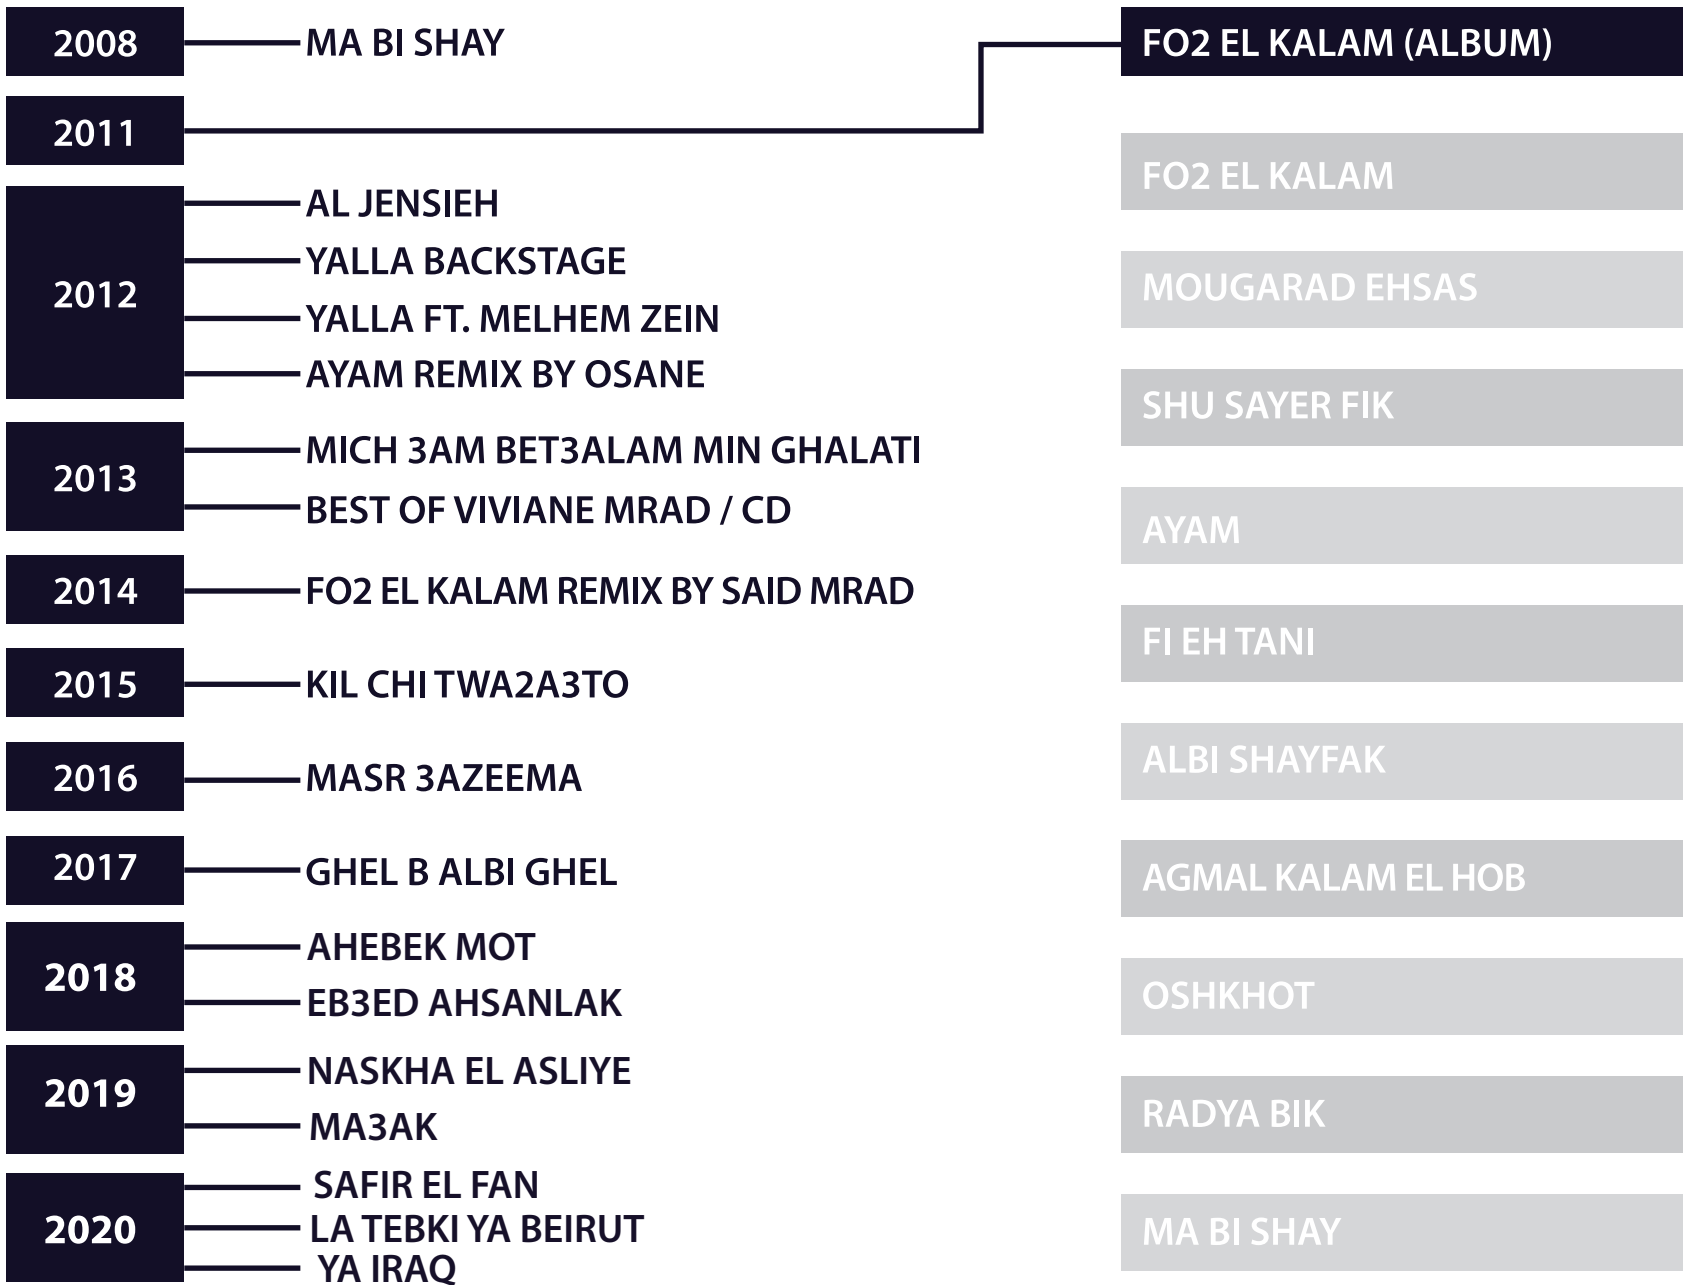 2008
MA BI SHAY
2011
FO2 EL KALAM (ALBUM)
FO2 EL KALAM
MOUGARAD EHSAS
SHU SAYER FIK
AYAM
FI EH TANI
ALBI SHAYFAK
AGMAL KALAM EL HOB
OSHKHOT
RADYA BIK
MA BI SHAY
2012
AL JENSIEH
YALLA BACKSTAGE
YALLA FT. MELHEM ZEIN
AYAM REMIX BY OSANE
2013
MICH 3AM BET3ALAM MIN GHALATI
BEST OF VIVIANE MRAD / CD
2014
FO2 EL KALAM REMIX BY SAID MRAD
2015
KIL CHI TWA2A3TO
2016
MASR 3AZEEMA
2017
GHEL B ALBI GHEL
2018
AHEBEK MOT
EB3ED AHSANLAK
2019
NASKHA EL ASLIYE
MA3AK
2020
SAFIR EL FAN
LA TEBKI YA BEIRUT
YA IRAQ